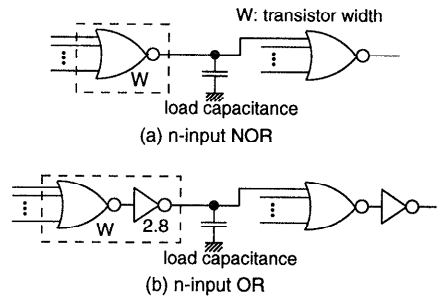 W: transistor width
W
load capacitance
(a) n-input NOR
W
2.8
load capacitance
(b) n-input OR